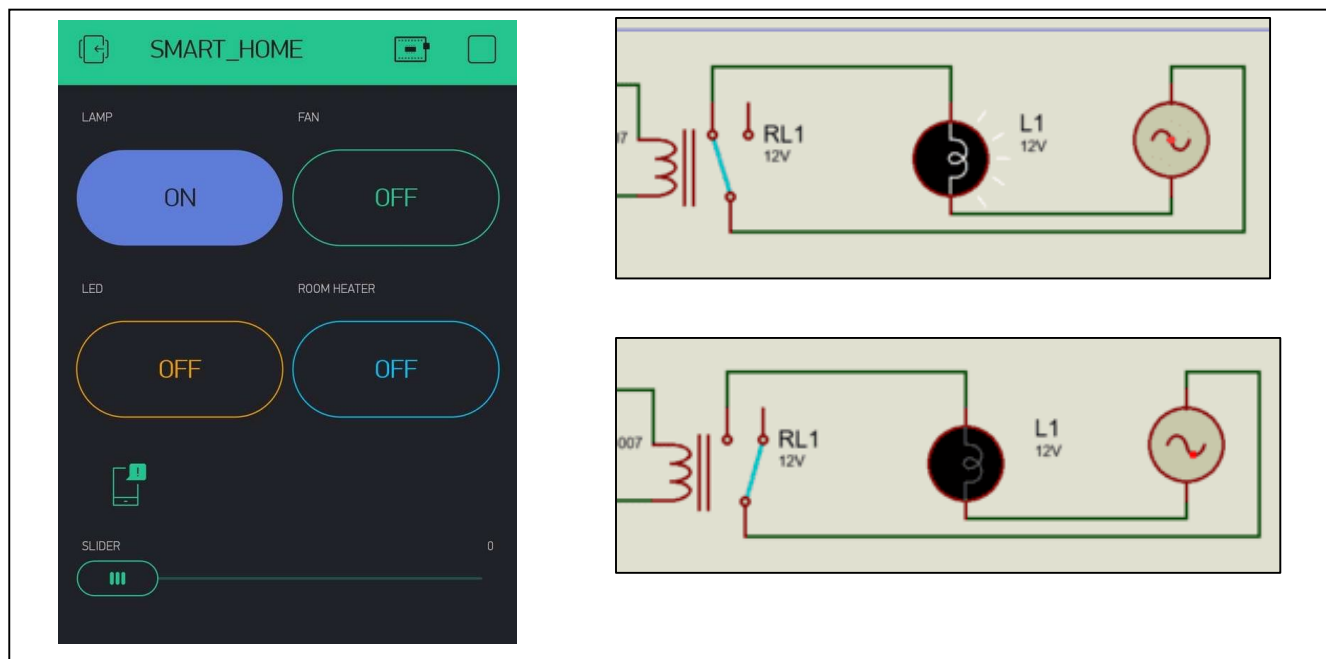 SMART_HOME
LAMP
FAN
ON
OFF
LED
ROOM HEATER
OFF
OFF
SLIDER
0
RL1
12V
L1
12V
007
RL1
12V
L1
12V